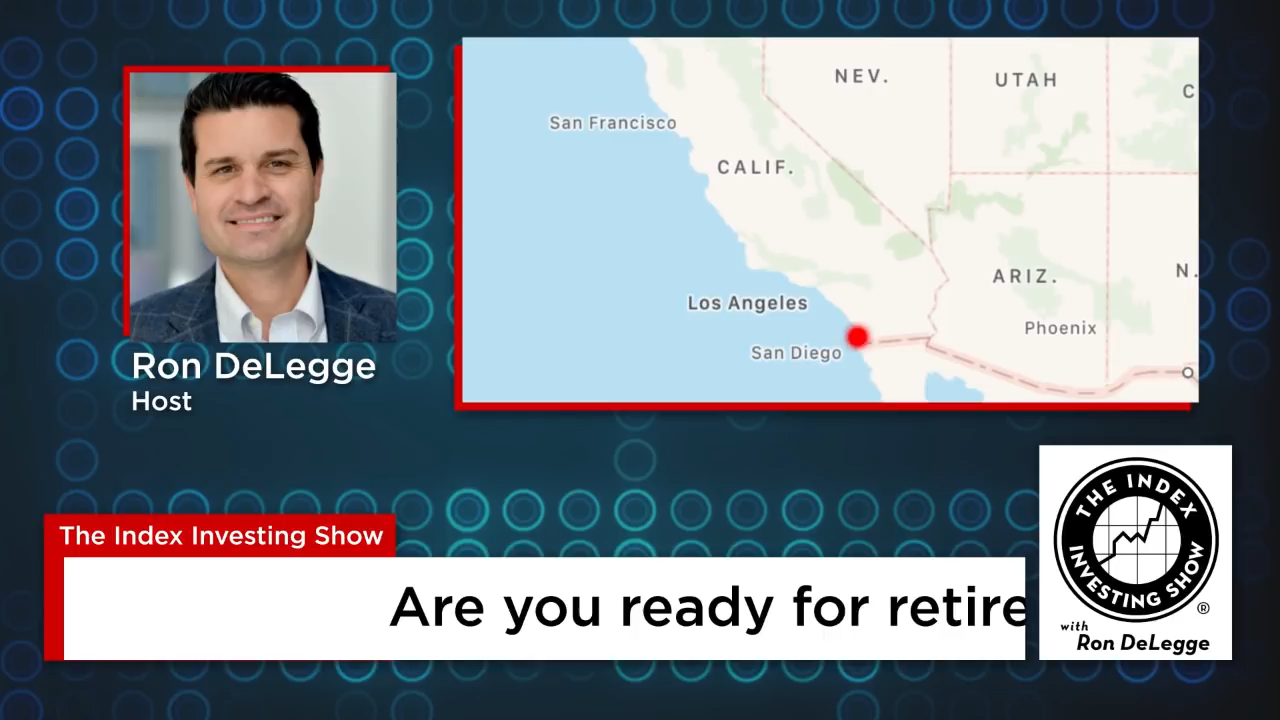 NEV.
UTAH
C
San Francisco
CALIF.
ARIZ.
N.
Los Angeles
Phoenix
San Diego
Ron DeLegge
Host
The Index Investing Show
Are you ready for retire
THE INDEX
INVESTING SHOW
®
with
Ron DeLegge